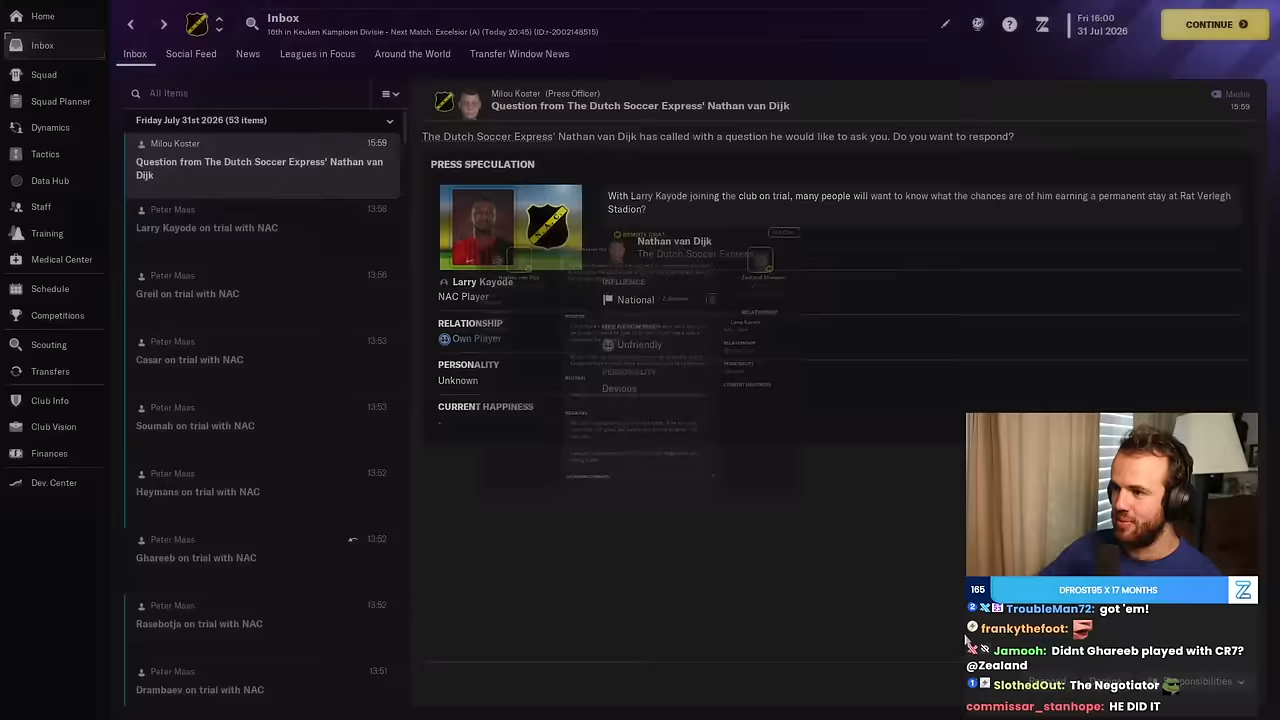 Home
Inbox
Squad
Squad Planner
Dynamics
Tactics
Data Hub
Staff
Training
Medical Center
Schedule
Competitions
Scouting
Transfers
Club Info
Club Vision
Finances
Dev. Center
Inbox
16th in Keuken Kampioen Divisie - Next Match: Excelsior (A) (Today 20:45) (ID:r-2002148515)
Fri 16:00
31 Jul 2026
CONTINUE
Inbox
Social Feed
News
Leagues in Focus
Around the World
Transfer Window News
All Items
Friday July 31st 2026 (53 items)
Milou Koster
15:59
Question from The Dutch Soccer Express' Nathan van
Dijk
Peter Maas
13:58
Larry Kayode on trial with NAC
Peter Maas
13:56
Greil on trial with NAC
Peter Maas
13:53
Casar on trial with NAC
Peter Maas
13:53
Soumah on trial with NAC
Peter Maas
13:52
Heymans on trial with NAC
Peter Maas
13:52
Ghareeb on trial with NAC
Peter Maas
13:52
Rasebotja on trial with NAC
Peter Maas
13:51
Drambaev on trial with NAC
Milou Koster (Press Officer)
Question from The Dutch Soccer Express' Nathan van Dijk
Media
15:59
The Dutch Soccer Express' Nathan van Dijk has called with a question he would like to ask you. Do you want to respond?
PRESS SPECULATION
With Larry Kayode joining the club on trial, many people will want to know what the chances are of him earning a permanent stay at Rat Verlegh
Stadium?
Nathan van Dijk
The Dutch Soccer Express
Larry Kayode
NAC Player
RELATIONSHIP
Own Player
PERSONALITY
Unknown
CURRENT HAPPINESS
-
INFLUENCE
National
Unfriendly
PERSONALITY
Devious
RELATIONSHIP
Larry Kayode
RELATIONSHIP
PERSONALITY
CURRENT HAPPINESS
165
DFROST95 X 17 MONTHS
Z
TroubleMan72: got 'em!
frankythefoot:
Jamooh: Didnt Ghareeb played with CR7?
@Zealand
SlothedOut: The Negotiator
Responsibilities
commissar_stanhope: HE DID IT